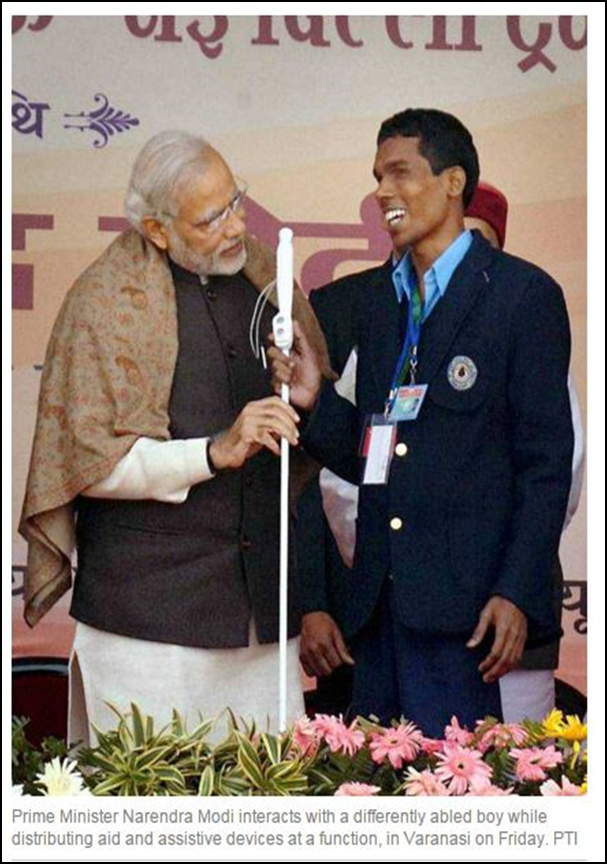 नई दिल्ली
थि
Prime Minister Narendra Modi interacts with a differently abled boy while
distributing aid and assistive devices at a function, in Varanasi on Friday. PTI